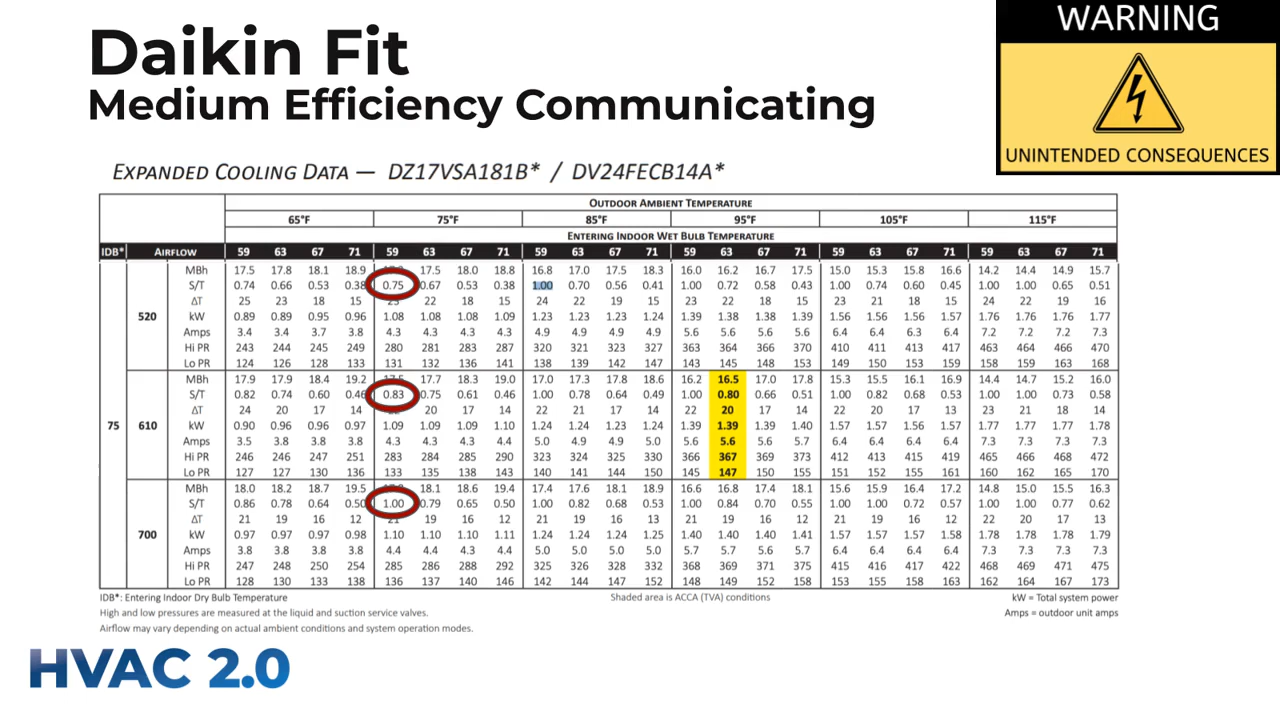 Daikin Fit
Medium Efficiency Communicating
WARNING
UNINTENDED CONSEQUENCES
EXPANDED COOLING DATA — DZ17VSA181B* / DV24FECB14A*
OUTDOOR AMBIENT TEMPERATURE
65°F 75°F 85°F 95°F 105°F 115°F
ENTERING INDOOR WET BULB TEMPERATURE
IDB* AIRFLOW 59 63 67 71 59 63 67 71 59 63 67 71 59 63 67 71 59 63 67 71 59 63 67 71
MBh 17.5 17.8 18.1 18.9 17.5 18.0 18.8 16.8 17.0 17.5 18.3 16.0 16.2 16.7 17.5 15.0 15.3 15.8 16.6 14.2 14.4 14.9 15.7
S/T 0.74 0.66 0.53 0.38 0.75 0.67 0.53 0.38 1.00 0.70 0.56 0.41 1.00 0.72 0.58 0.43 1.00 0.74 0.60 0.45 1.00 1.00 0.65 0.51
ΔT 25 23 18 15 23 22 18 15 24 22 19 15 24 22 18 15 23 21 18 15 24 22 19 16
520 kW 0.89 0.89 0.95 0.96 1.08 1.08 1.08 1.09 1.23 1.23 1.23 1.24 1.39 1.38 1.38 1.39 1.56 1.56 1.56 1.57 1.76 1.76 1.76 1.77
Amps 3.4 3.4 3.7 3.8 4.3 4.3 4.3 4.3 4.9 4.9 4.9 4.9 5.6 5.6 5.6 5.6 6.4 6.4 6.3 6.4 7.2 7.2 7.2 7.3
Hi PR 243 244 245 249 280 281 283 287 320 321 323 327 363 364 366 370 410 411 413 417 463 464 466 470
Lo PR 124 126 128 133 131 132 136 141 138 139 142 147 143 145 148 153 149 150 153 159 158 159 163 168
MBh 17.9 17.9 18.4 19.2 17.7 18.3 19.0 17.0 17.3 17.8 18.6 16.2 16.5 17.0 17.8 15.3 15.5 16.1 16.9 14.4 14.7 15.2 16.0
S/T 0.82 0.74 0.60 0.46 0.83 0.75 0.61 0.46 1.00 0.78 0.64 0.49 1.00 0.80 0.66 0.51 1.00 0.82 0.68 0.53 1.00 1.00 0.73 0.58
ΔT 24 20 17 14 20 17 14 22 21 17 14 22 20 17 14 22 20 17 13 23 21 18 14
75 610 kW 0.90 0.96 0.96 0.97 1.09 1.09 1.09 1.10 1.24 1.24 1.23 1.24 1.39 1.39 1.39 1.40 1.57 1.57 1.56 1.57 1.77 1.77 1.77 1.78
Amps 3.5 3.8 3.8 3.8 4.3 4.3 4.3 4.4 5.0 4.9 4.9 5.0 5.6 5.6 5.6 5.7 6.4 6.4 6.4 6.4 7.3 7.3 7.3 7.3
Hi PR 246 246 247 251 283 284 285 290 323 324 325 330 366 367 369 373 412 413 415 419 465 466 468 472
Lo PR 127 127 130 136 133 135 138 143 140 141 144 150 145 147 150 155 151 152 155 161 160 162 165 170
MBh 18.0 18.2 18.7 19.5 18.1 18.6 19.4 17.4 17.6 18.1 18.9 16.6 16.8 17.4 18.1 15.6 15.9 16.4 17.2 14.8 15.0 15.5 16.3
S/T 0.86 0.78 0.64 0.50 1.00 0.79 0.65 0.50 1.00 0.82 0.68 0.53 1.00 0.84 0.70 0.55 1.00 1.00 0.72 0.57 1.00 1.00 0.77 0.62
ΔT 21 19 16 12 21 19 16 12 21 19 16 13 21 19 16 12 21 19 16 12 22 20 17 13
700 kW 0.97 0.97 0.97 0.98 1.10 1.10 1.10 1.11 1.24 1.24 1.24 1.25 1.40 1.40 1.40 1.41 1.57 1.57 1.57 1.58 1.78 1.78 1.78 1.79
Amps 3.8 3.8 3.8 3.8 4.4 4.4 4.3 4.4 5.0 5.0 5.0 5.0 5.7 5.7 5.6 5.7 6.4 6.4 6.4 6.4 7.3 7.3 7.3 7.3
Hi PR 247 248 250 254 285 286 288 292 325 326 328 332 368 369 371 375 415 416 417 422 468 469 471 475
Lo PR 128 130 133 138 136 137 140 146 142 144 147 152 148 149 152 158 153 155 158 163 162 164 167 173
IDB*: Entering Indoor Dry Bulb Temperature Shaded area is ACCA (TVA) conditions kW = Total system power
High and low pressures are measured at the liquid and suction service valves. Amps = outdoor unit amps
Airflow may vary depending on actual ambient conditions and system operation modes.
HVAC 2.0